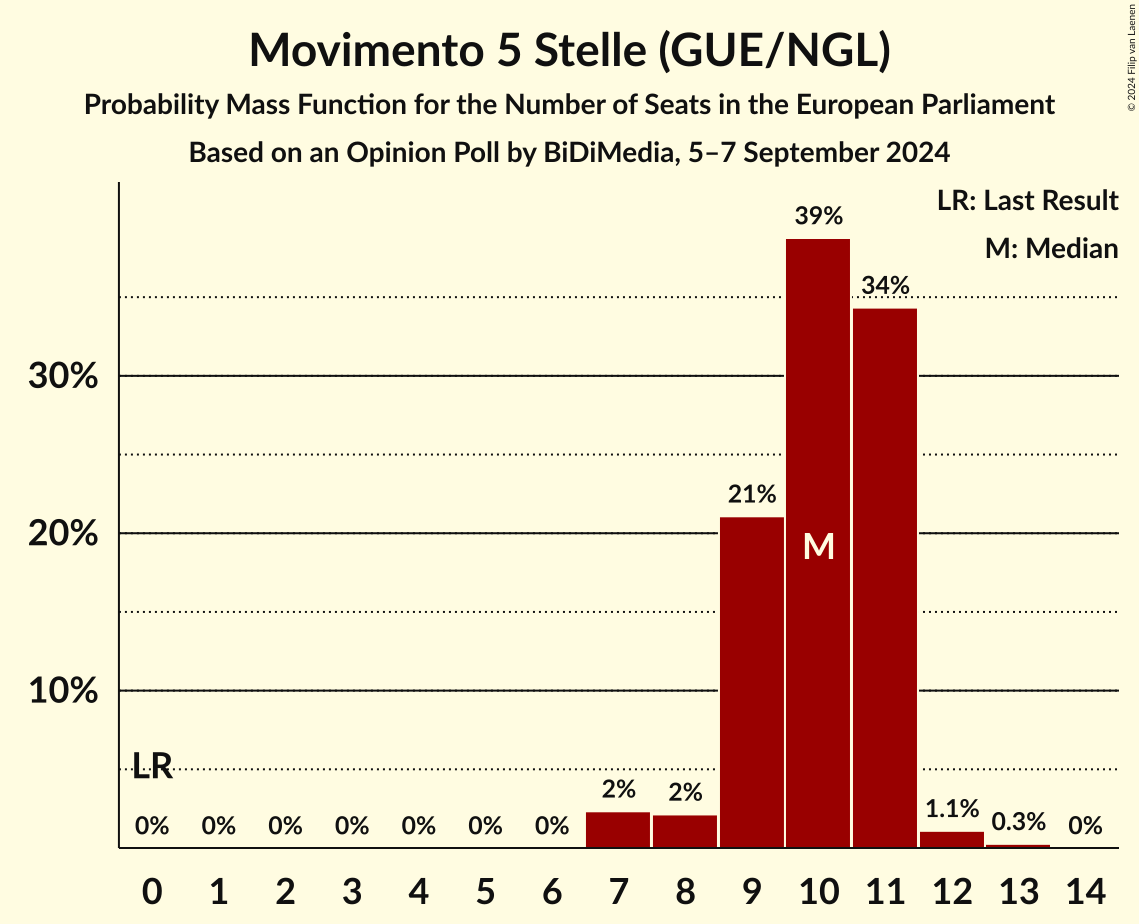 Movimento 5 Stelle (GUE/NGL)
Probability Mass Function for the Number of Seats in the European Parliament
Based on an Opinion Poll by BiDiMedia, 5–7 September 2024
© 2024 Filip van Laenen
LR: Last Result
M: Median
39%
34%
30%
21%
20%
M
10%
LR
0% 0% 0% 0% 0% 0% 0% 2% 2% 1.1% 0.3% 0%
0 1 2 3 4 5 6 7 8 9 10 11 12 13 14